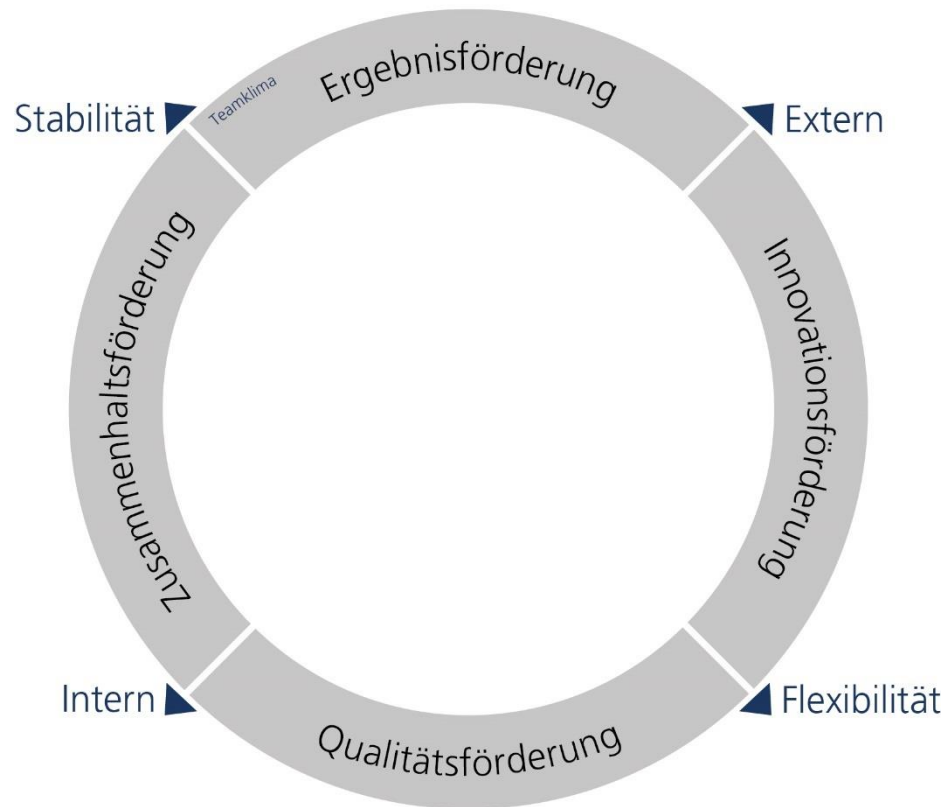 Teamklima
Ergebnisförderung
Stabilität
Extern
Zusammenhaltsförderung
Innovationsförderung
Intern
Flexibilität
Qualitätsförderung